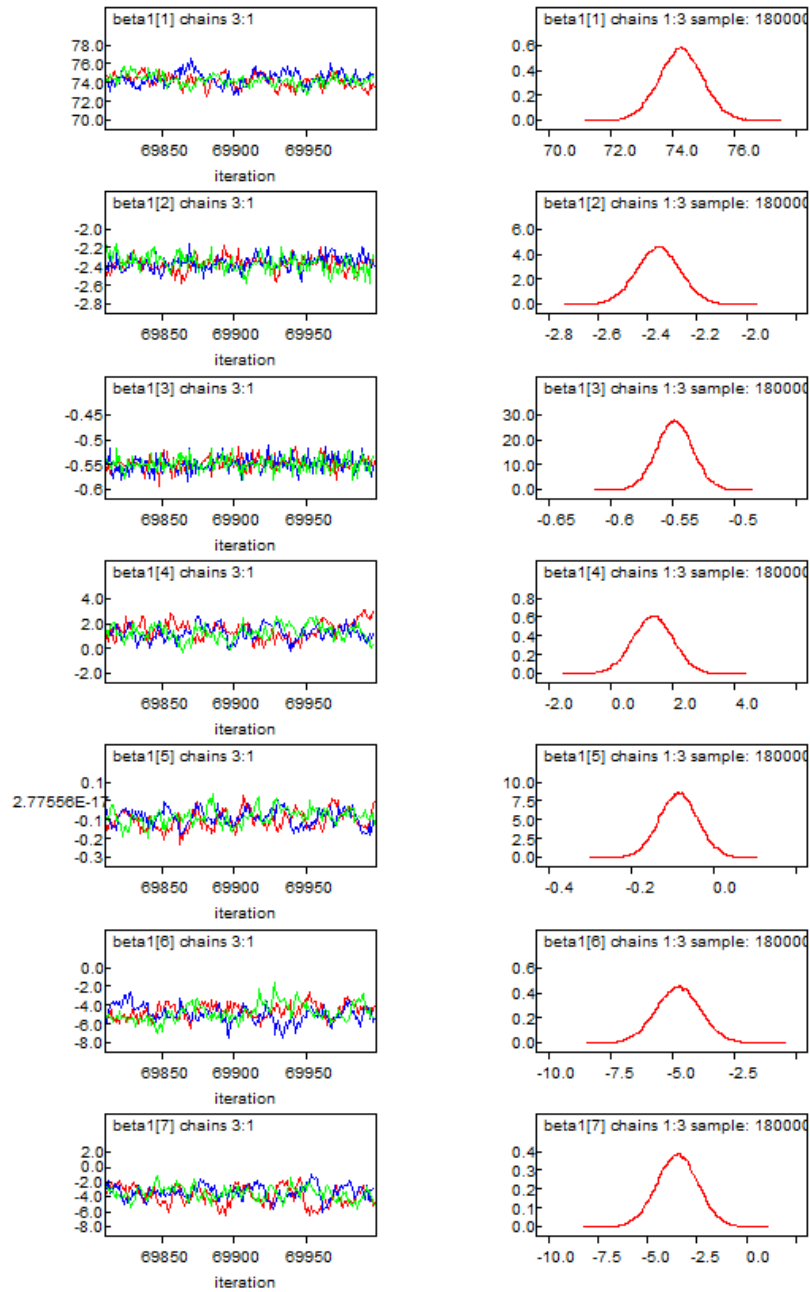 beta1[1] chains 3:1
78.0
76.0
74.0
72.0
70.0
69850 69900 69950
iteration
beta1[1] chains 1:3 sample: 180000
0.6
0.4
0.2
0.0
70.0 72.0 74.0 76.0
beta1[2] chains 3:1
-2.0
-2.2
-2.4
-2.6
-2.8
69850 69900 69950
iteration
beta1[2] chains 1:3 sample: 180000
6.0
4.0
2.0
0.0
-2.8 -2.6 -2.4 -2.2 -2.0
beta1[3] chains 3:1
-0.45
-0.5
-0.55
-0.6
69850 69900 69950
iteration
beta1[3] chains 1:3 sample: 180000
30.0
20.0
10.0
0.0
-0.65 -0.6 -0.55 -0.5
beta1[4] chains 3:1
4.0
2.0
0.0
-2.0
69850 69900 69950
iteration
beta1[4] chains 1:3 sample: 180000
0.8
0.6
0.4
0.2
0.0
-2.0 0.0 2.0 4.0
beta1[5] chains 3:1
0.1
2.77556E-17
-0.1
-0.2
-0.3
69850 69900 69950
iteration
beta1[5] chains 1:3 sample: 180000
10.0
7.5
5.0
2.5
0.0
-0.4 -0.2 0.0
beta1[6] chains 3:1
0.0
-2.0
-4.0
-6.0
-8.0
69850 69900 69950
iteration
beta1[6] chains 1:3 sample: 180000
0.6
0.4
0.2
0.0
-10.0 -7.5 -5.0 -2.5
beta1[7] chains 3:1
2.0
0.0
-2.0
-4.0
-6.0
-8.0
69850 69900 69950
iteration
beta1[7] chains 1:3 sample: 180000
0.4
0.3
0.2
0.1
0.0
-10.0 -7.5 -5.0 -2.5 0.0